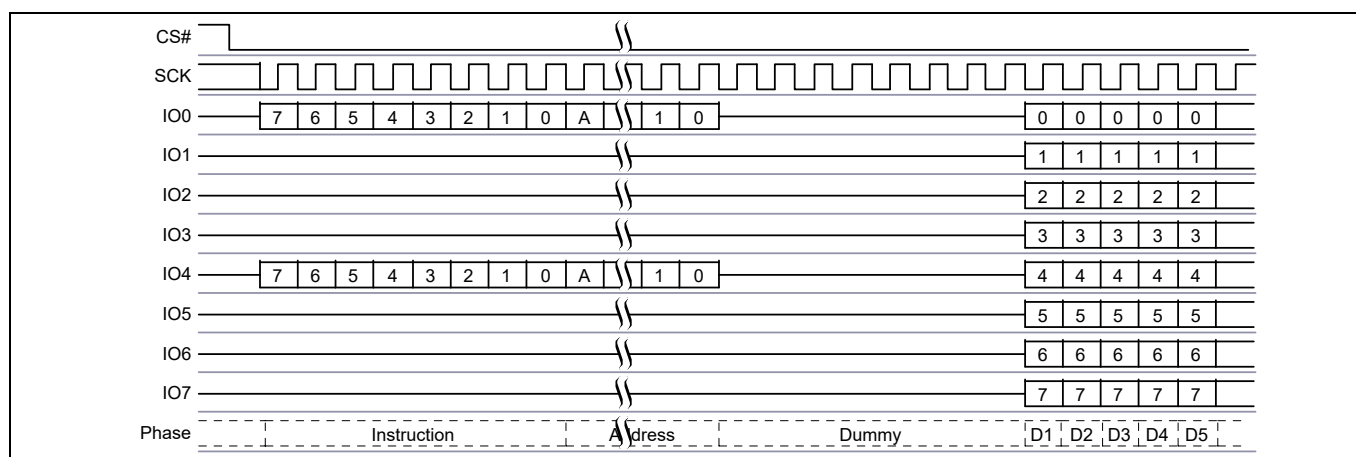 CS#
SCK
IO0 7 6 5 4 3 2 1 0 A 1 0 0 0 0 0 0
IO1 1 1 1 1 1
IO2 2 2 2 2 2
IO3 3 3 3 3 3
IO4 7 6 5 4 3 2 1 0 A 1 0 4 4 4 4 4
IO5 5 5 5 5 5
IO6 6 6 6 6 6
IO7 7 7 7 7 7
Phase Instruction Address Dummy D1 D2 D3 D4 D5